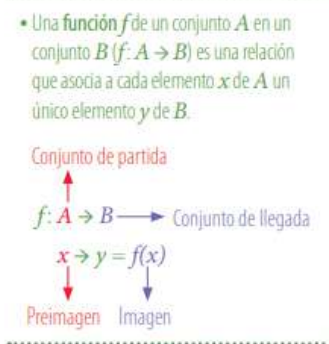 • Una función f de un conjunto A en un
conjunto B (f: A → B) es una relación
que asocia a cada elemento x de A un
único elemento y de B.
Conjunto de partida
f: A → B → Conjunto de llegada
x → y = f(x)
Preimagen Imagen